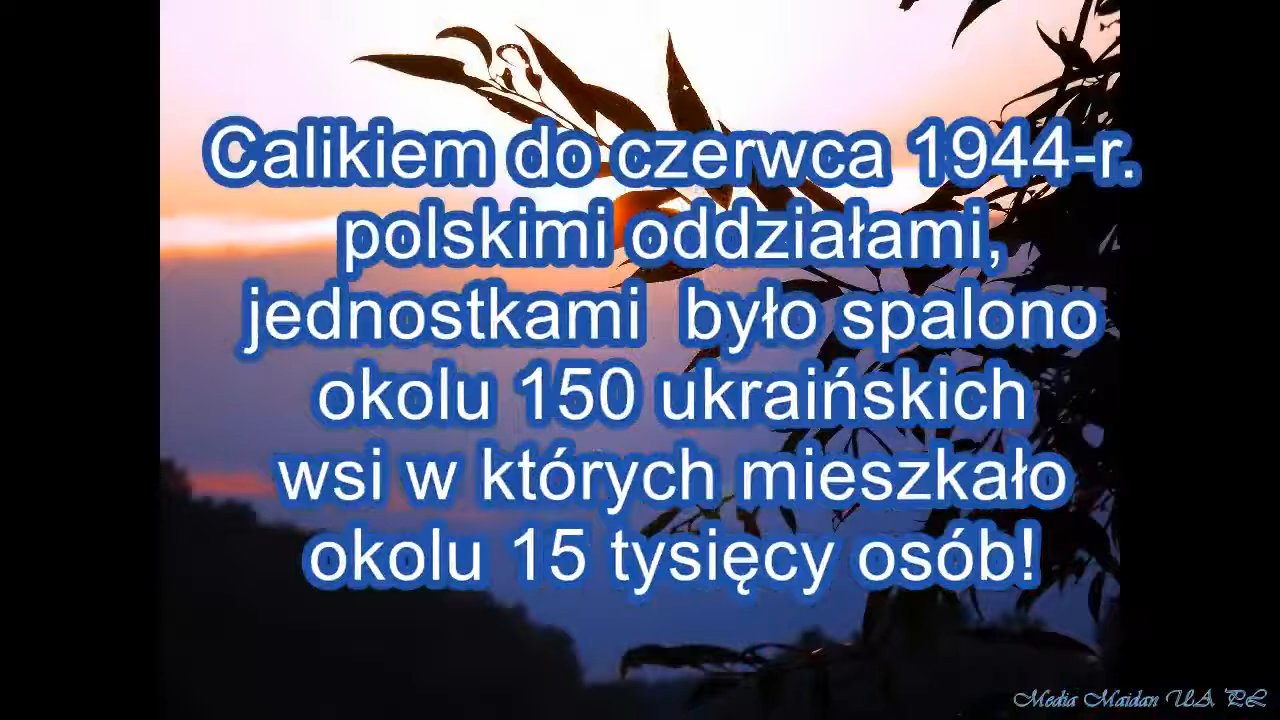 Calikiem do czerwca 1944-r.
polskimi oddziałami,
jednostkami było spalono
okolu 150 ukraińskich
wsi w których mieszkało
okolu 15 tysięcy osób!
Media Maidan UA PL